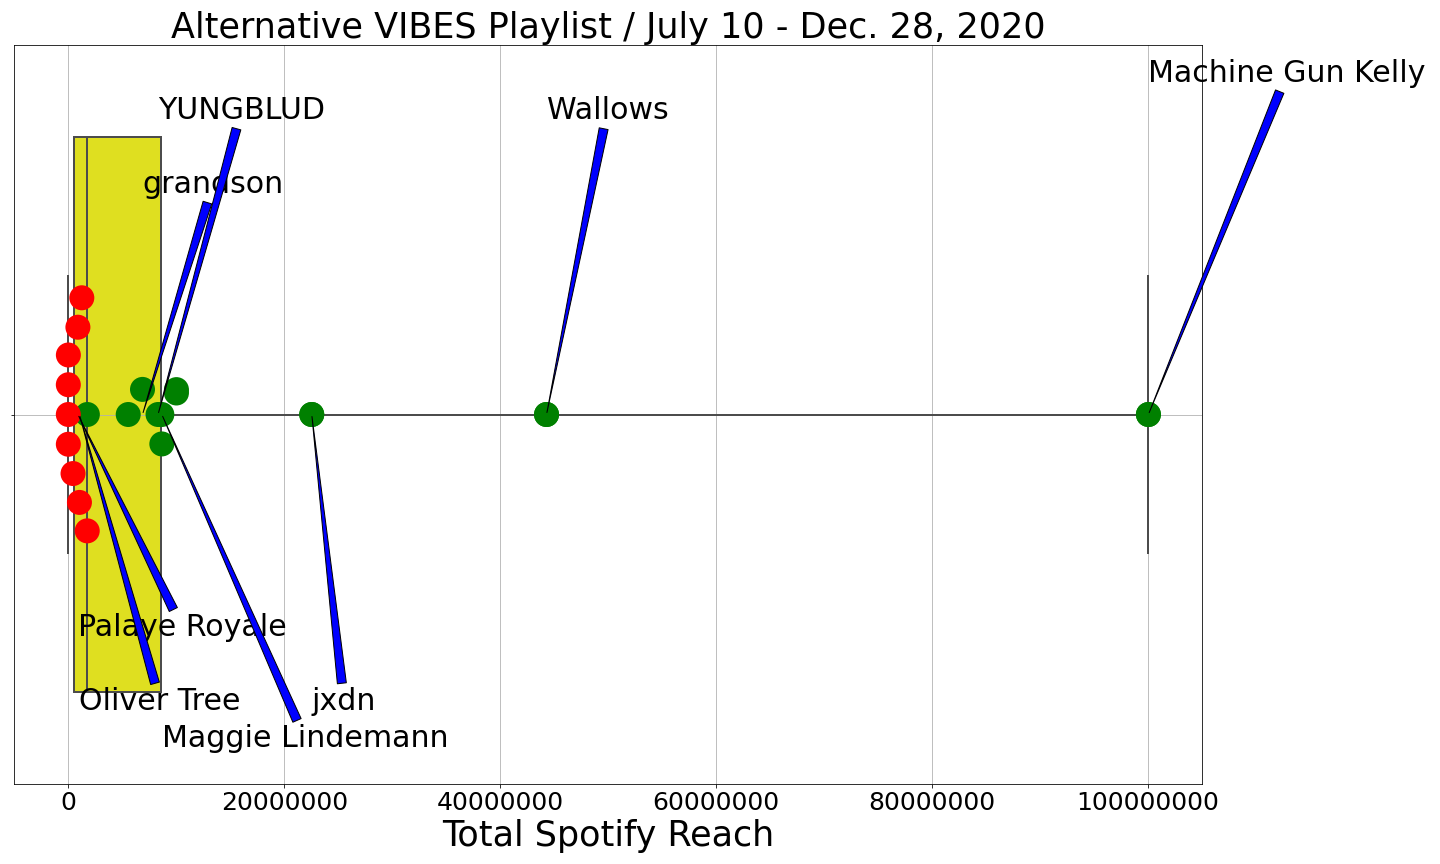 Alternative VIBES Playlist / July 10 - Dec. 28, 2020
Machine Gun Kelly
YUNGBLUD
Wallows
grandson
Palaye Royale
Oliver Tree
jxdn
Maggie Lindemann
0
20000000
40000000
60000000
80000000
100000000
Total Spotify Reach